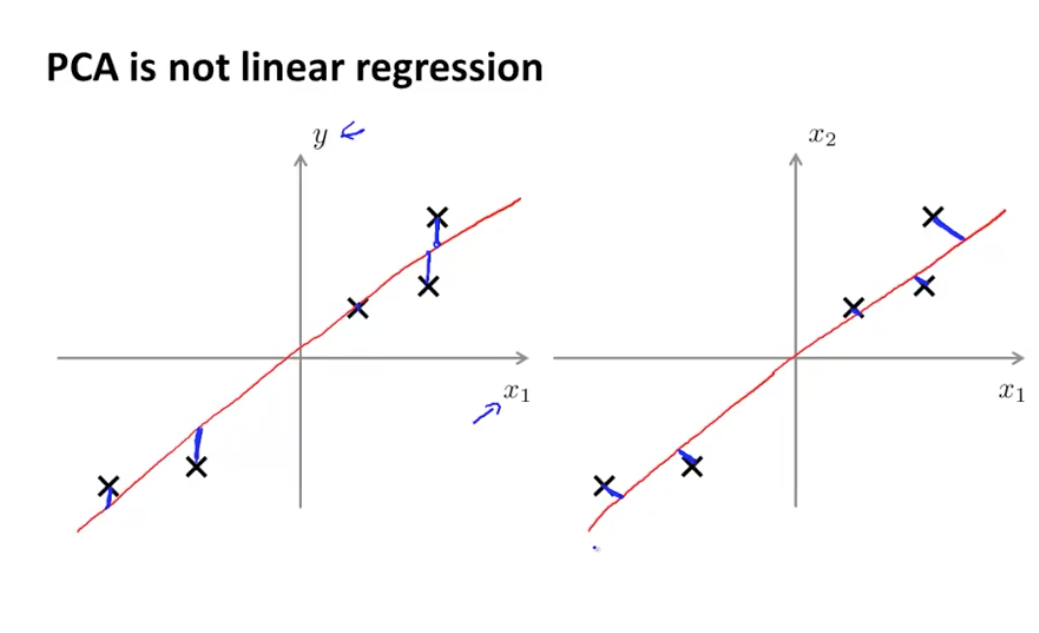 PCA is not linear regression
y
x₂
x₁
x₁